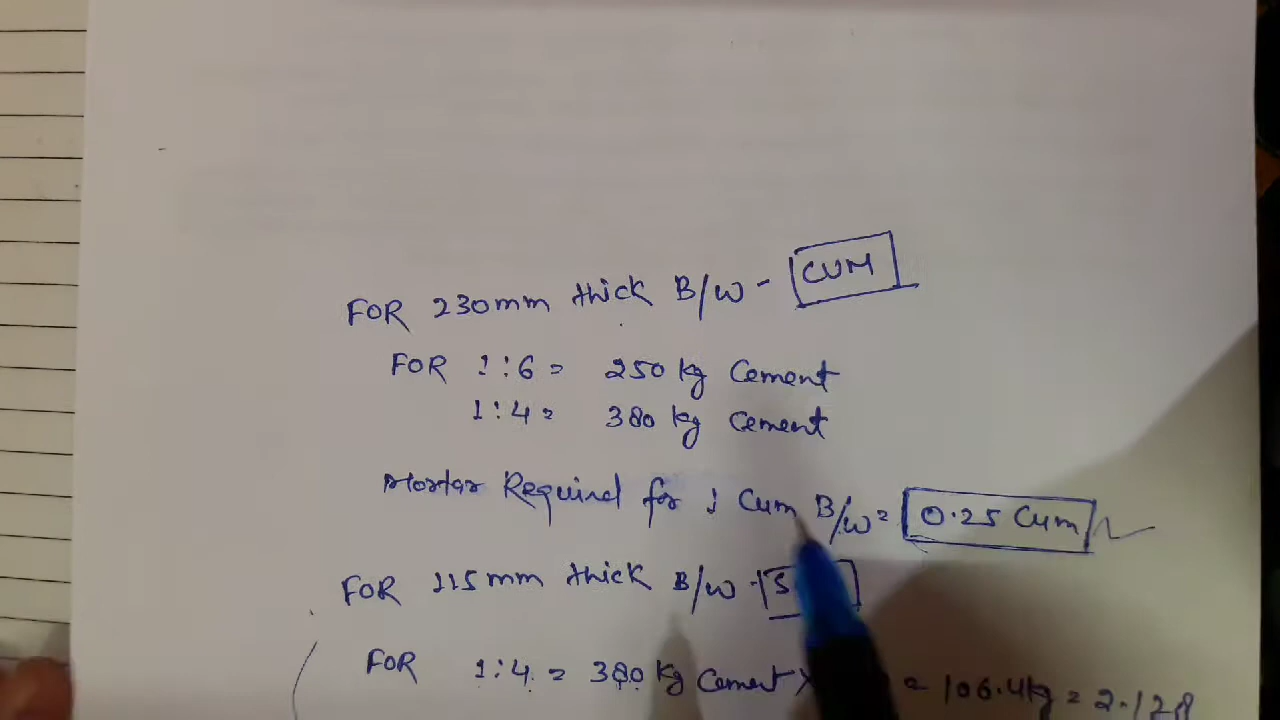 FOR 230mm thick B/W - CUM
FOR 1:6 = 250 kg Cement
1:4 = 380 kg Cement
Mortar Required for 1 Cum B/W = 0.25 Cum
FOR 115mm thick B/W -
FOR 1:4 = 380 kg Cement × = 106.4kg = 2.128